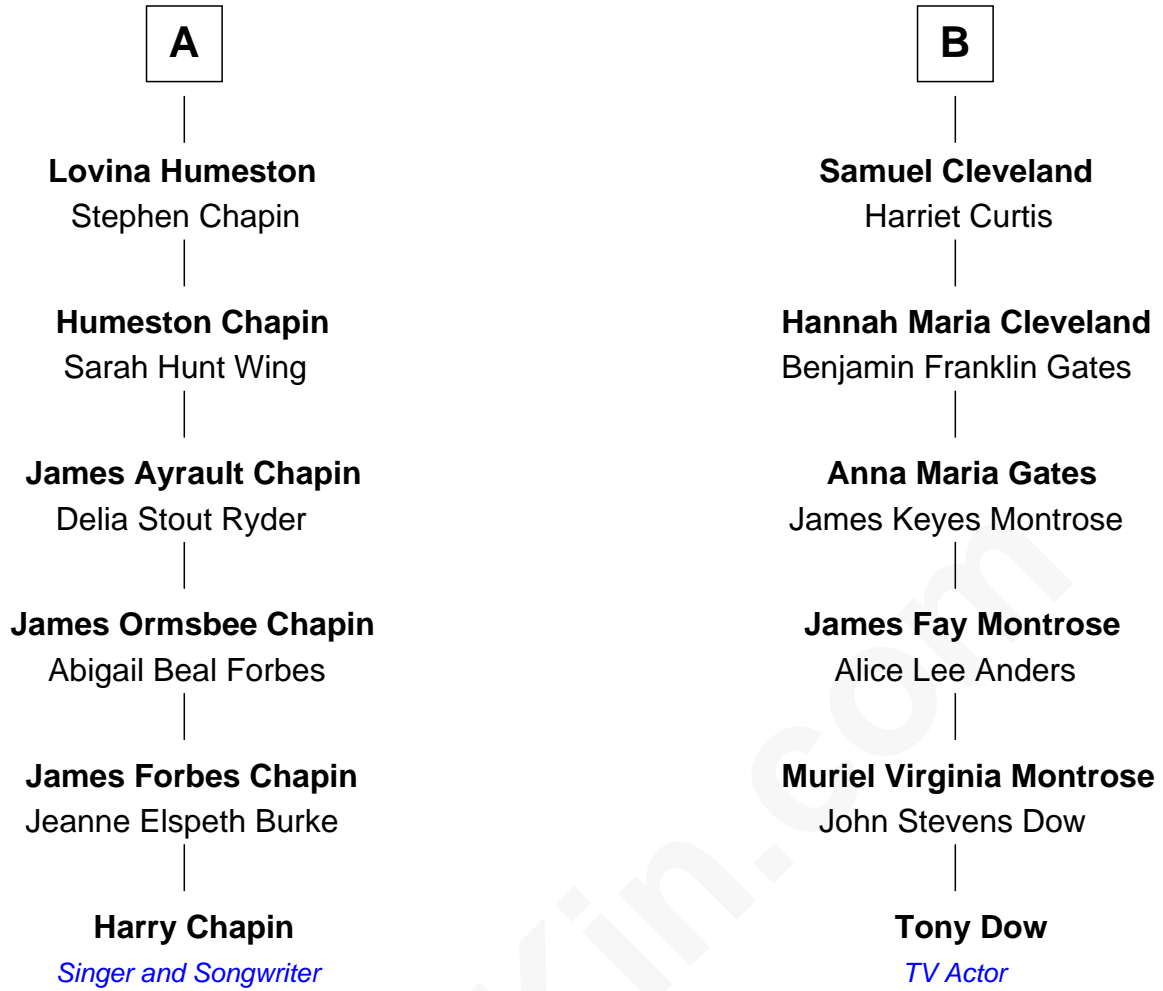 A
Lovina Humeston
Stephen Chapin
Humeston Chapin
Sarah Hunt Wing
James Ayrault Chapin
Delia Stout Ryder
James Ormsbee Chapin
Abigail Beal Forbes
James Forbes Chapin
Jeanne Elspeth Burke
Harry Chapin
Singer and Songwriter
B
Samuel Cleveland
Harriet Curtis
Hannah Maria Cleveland
Benjamin Franklin Gates
Anna Maria Gates
James Keyes Montrose
James Fay Montrose
Alice Lee Anders
Muriel Virginia Montrose
John Stevens Dow
Tony Dow
TV Actor